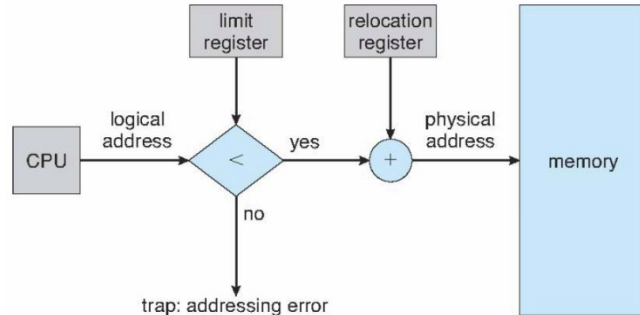 limit
register
relocation
register
logical
address
physical
address
CPU
<
yes
+
memory
no
trap: addressing error